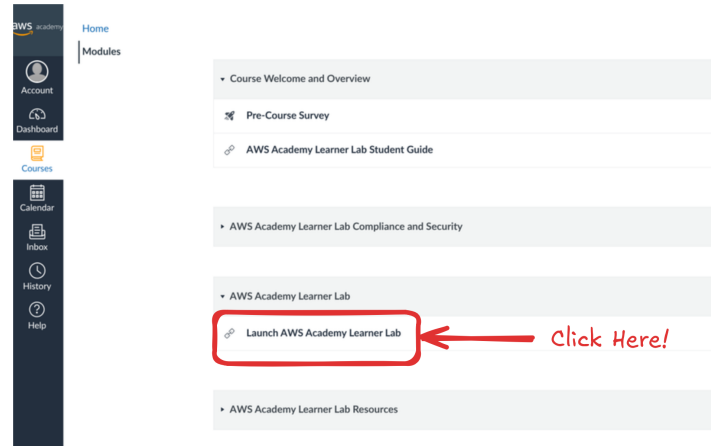 aws academy
Account
Dashboard
Courses
Calendar
Inbox
History
Help
Home
Modules
Course Welcome and Overview
Pre-Course Survey
AWS Academy Learner Lab Student Guide
AWS Academy Learner Lab Compliance and Security
AWS Academy Learner Lab
Launch AWS Academy Learner Lab
Click Here!
AWS Academy Learner Lab Resources